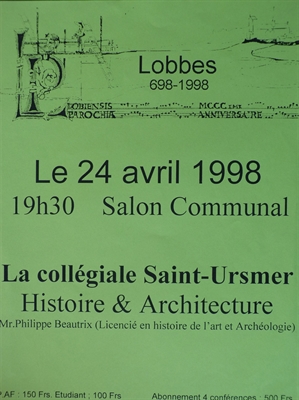 Lobbes
698-1998
LOBIENSIS MCCC EME
PAROCHIA ANNIVERSAIRE
Le 24 avril 1998
19h30 Salon Communal
La collégiale Saint-Ursmer
Histoire & Architecture
Mr.Philippe Beautrix (Licencié en histoire de l'art et Archéologie)
P.AF : 150 Frs. Etudiant ; 100 Frs Abonnement 4 conférences : 500 Frs